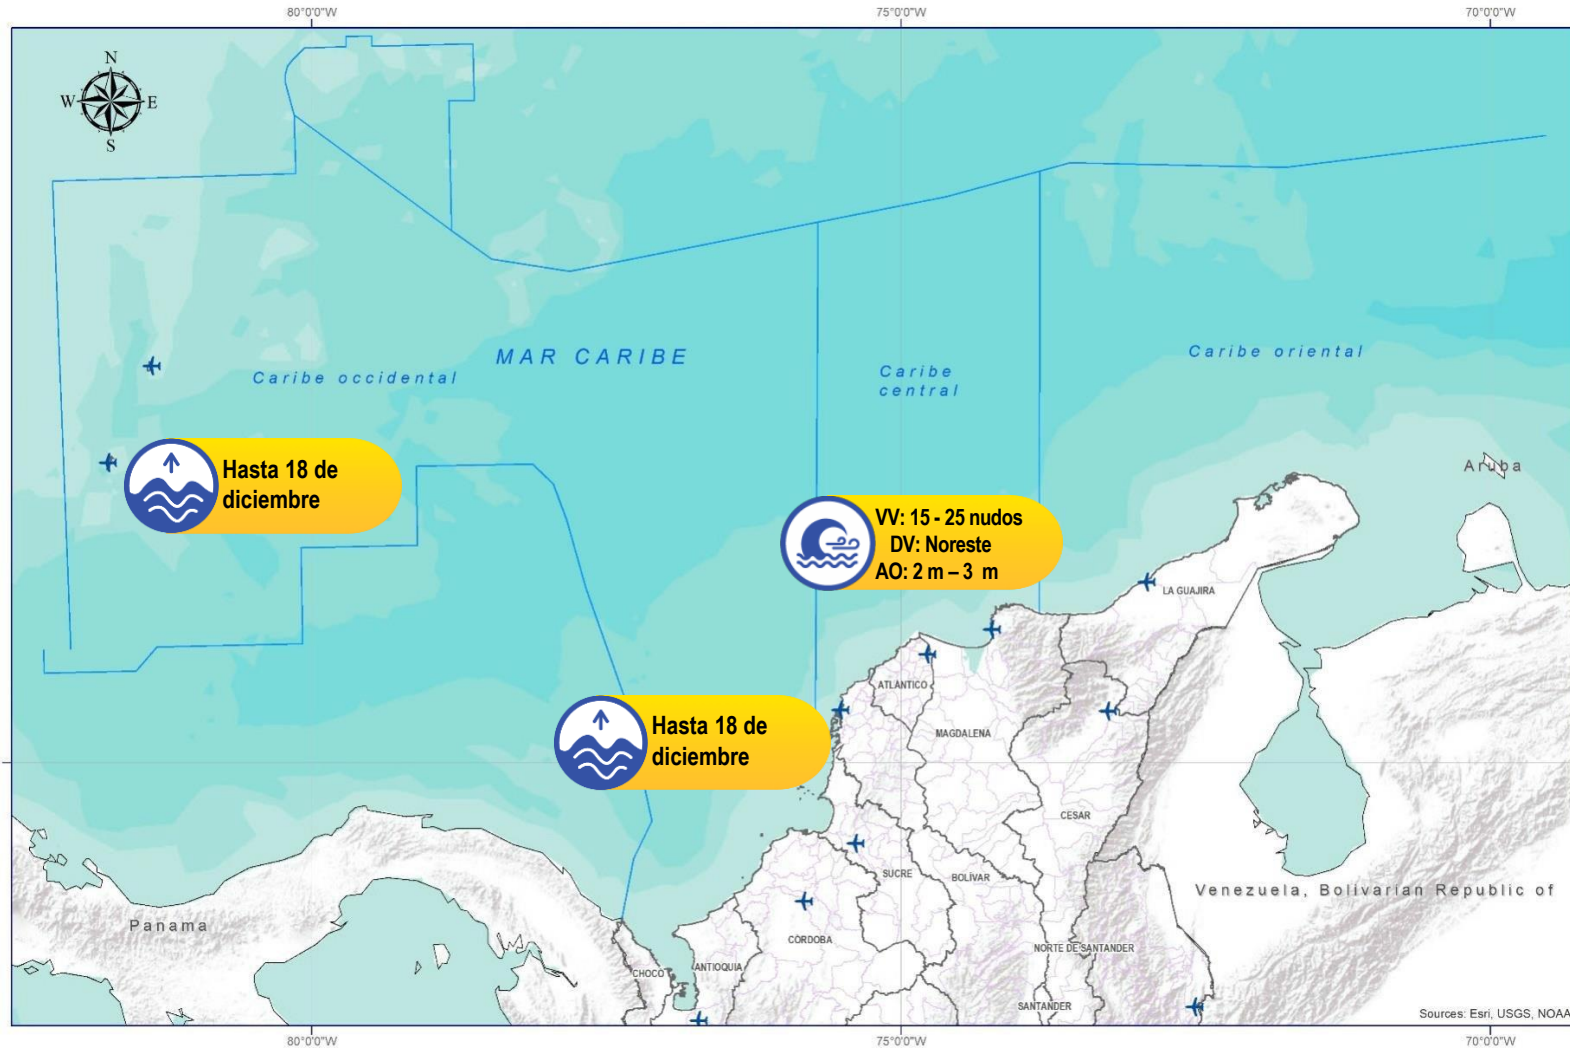 80°0'0"W
75°0'0"W
70°0'0"W
N
W
E
S
MAR CARIBE
Caribe occidental
Caribe
central
Caribe oriental
Hasta 18 de
diciembre
Aruba
VV: 15 - 25 nudos
DV: Noreste
AO: 2 m – 3 m
LA GUAJIRA
ATLÁNTICO
Hasta 18 de
diciembre
MAGDALENA
CESAR
SUCRE
BOLÍVAR
Venezuela, Bolivarian Republic of
Panama
CÓRDOBA
NORTE DE SANTANDER
CHOCO
ANTIOQUIA
SANTANDER
Sources: Esri, USGS, NOAA
80°0'0"W
75°0'0"W
70°0'0"W